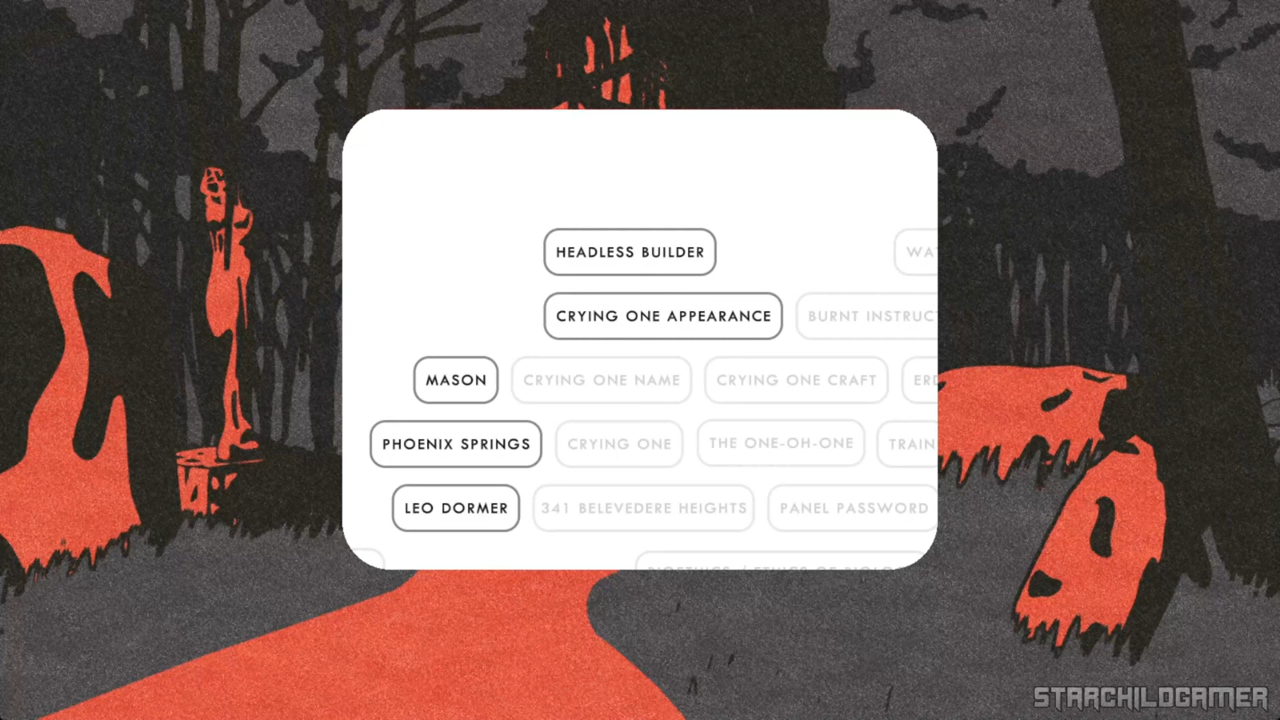 HEADLESS BUILDER
CRYING ONE APPEARANCE BURNT
MASON CRYING ONE NAME CRYING ONE CRAFT
PHOENIX SPRINGS CRYING ONE THE ONE-OH-ONE
LEO DORMER 341 BELEVEDERE HEIGHTS PANEL PASSWORD
STARCHILDGAMER